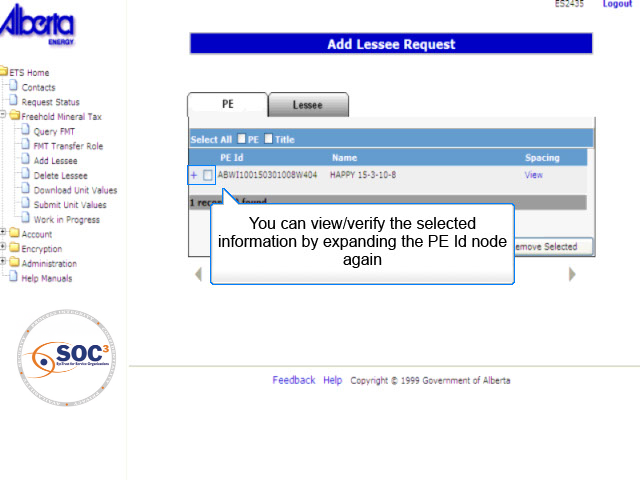 ES2435 Logout
Alberta
ENERGY
Add Lessee Request
ETS Home
Contacts
Request Status
Freehold Mineral Tax
Query FMT
FMT Transfer Role
Add Lessee
Delete Lessee
Download Unit Values
Submit Unit Values
Work in Progress
Account
Encryption
Administration
Help Manuals
PE Lessee
Select All PE Title
PE Id Name Spacing
+ ABWI100150301008W404 HAPPY 15-3-10-8 View
1 found
You can view/verify the selected
information by expanding the PE Id node
again
Selected
SOC3
SysTrust for Service Organizations
Feedback Help Copyright © 1999 Government of Alberta